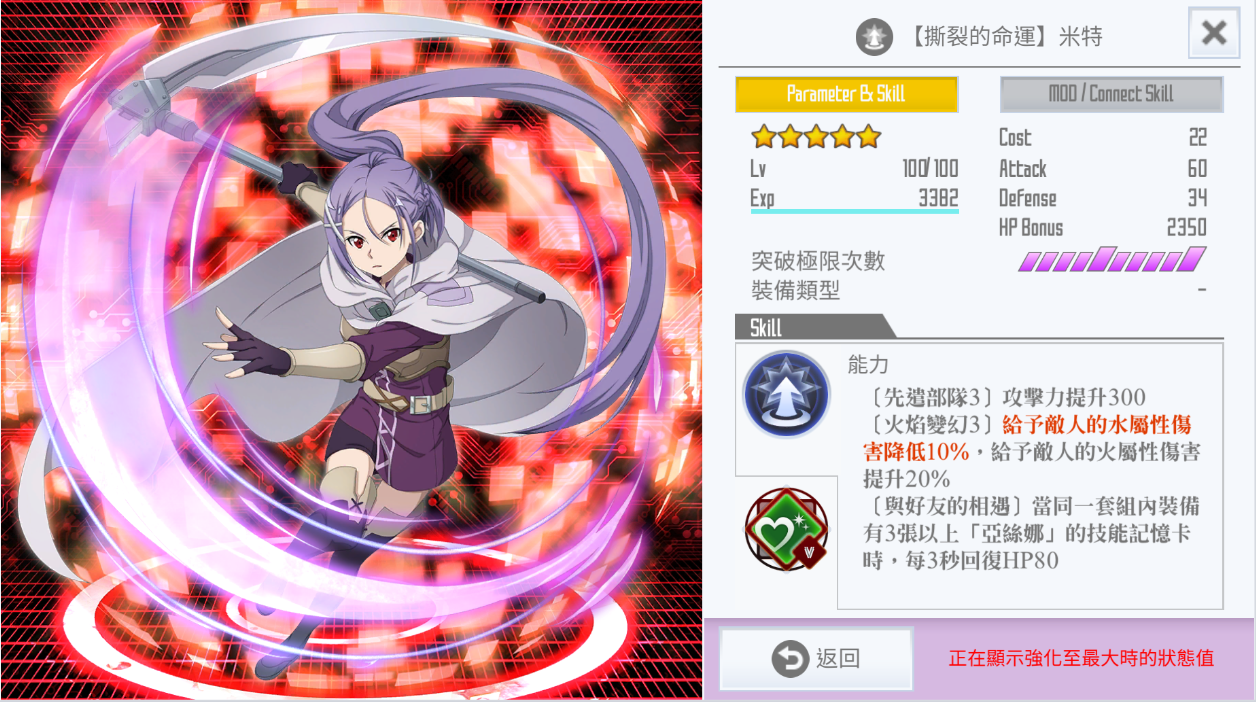 【撕裂的命運】米特
Parameter & Skill
MOD / Connect Skill
Lv 100/100
Exp 3382
Cost 22
Attack 60
Defense 34
HP Bonus 2350
突破極限次數
裝備類型 -
Skill
能力
〔先遣部隊3〕攻擊力提升300
〔火焰變幻3〕給予敵人的水屬性傷
害降低10%，給予敵人的火屬性傷害
提升20%
〔與好友的相遇〕當同一套組內裝備
有3張以上「亞絲娜」的技能記憶卡
時，每3秒回復HP80
V
返回
正在顯示強化至最大時的狀態值